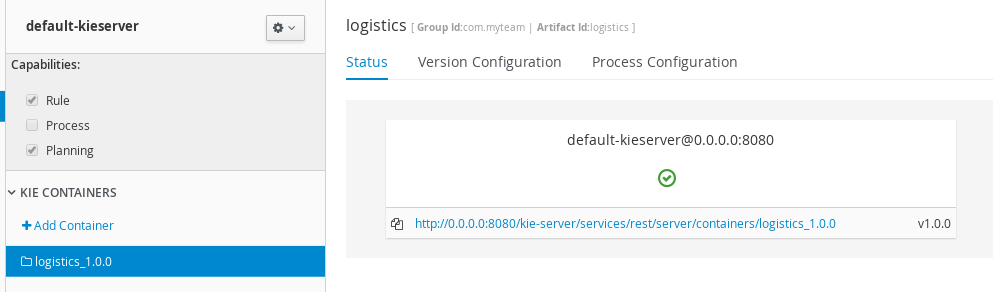 default-kieserver
Capabilities:
Rule
Process
Planning
KIE CONTAINERS
Add Container
logistics_1.0.0
logistics [ Group Id:com.myteam | Artifact Id:logistics ]
Status Version Configuration Process Configuration
default-kieserver@0.0.0.0:8080
http://0.0.0.0:8080/kie-server/services/rest/server/containers/logistics_1.0.0 v1.0.0